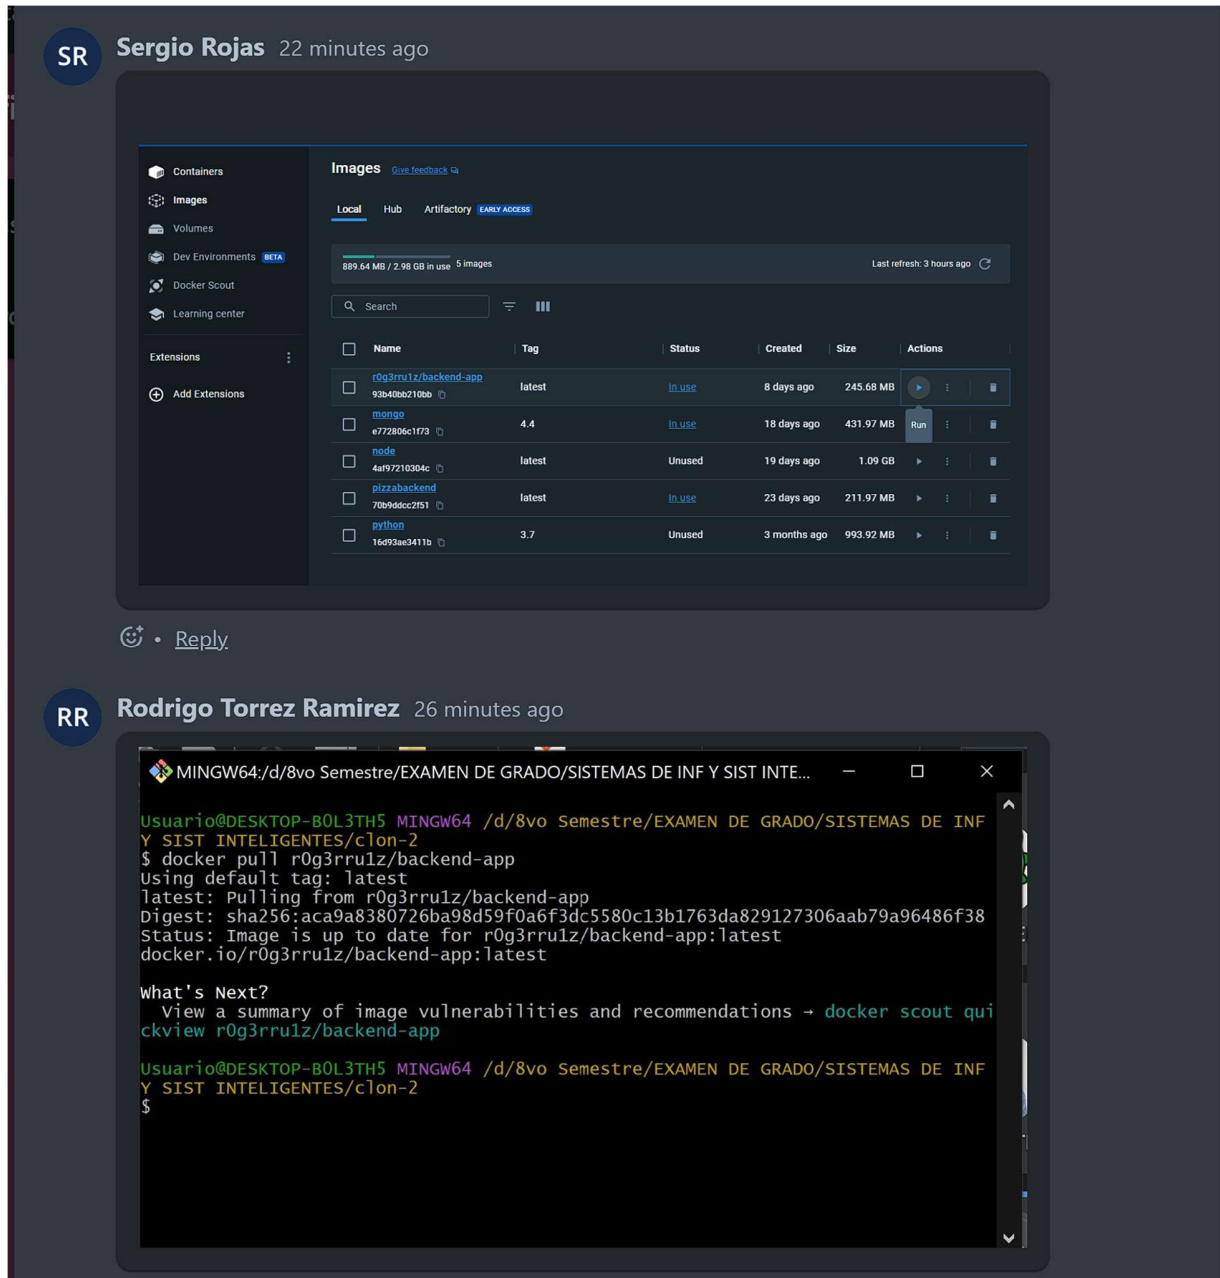 SR
Sergio Rojas 22 minutes ago
Containers
Images
Volumes
Dev Environments BETA
Docker Scout
Learning center
Extensions
Add Extensions
Images Give feedback
Local Hub Artifactory EARLY ACCESS
889.64 MB / 2.98 GB in use 5 images Last refresh: 3 hours ago
Search
Name Tag Status Created Size Actions
r0g3rru1z/backend-app
93b40bb210bb latest In use 8 days ago 245.68 MB
mongo
e772806c1f73 4.4 In use 18 days ago 431.97 MB Run
node
4af97210304c latest Unused 19 days ago 1.09 GB
pizzabackend
70b9ddcc2f51 latest In use 23 days ago 211.97 MB
python
16d93ae3411b 3.7 Unused 3 months ago 993.92 MB
• Reply
RR
Rodrigo Torrez Ramirez 26 minutes ago
MINGW64:/d/8vo Semestre/EXAMEN DE GRADO/SISTEMAS DE INF Y SIST INTE...
Usuario@DESKTOP-B0L3TH5 MINGW64 /d/8vo Semestre/EXAMEN DE GRADO/SISTEMAS DE INF
Y SIST INTELIGENTES/clon-2
$ docker pull r0g3rru1z/backend-app
Using default tag: latest
latest: Pulling from r0g3rru1z/backend-app
Digest: sha256:aca9a8380726ba98d59f0a6f3dc5580c13b1763da829127306aab79a96486f38
Status: Image is up to date for r0g3rru1z/backend-app:latest
docker.io/r0g3rru1z/backend-app:latest
What's Next?
View a summary of image vulnerabilities and recommendations → docker scout qui
ckview r0g3rru1z/backend-app
Usuario@DESKTOP-B0L3TH5 MINGW64 /d/8vo Semestre/EXAMEN DE GRADO/SISTEMAS DE INF
Y SIST INTELIGENTES/clon-2
$